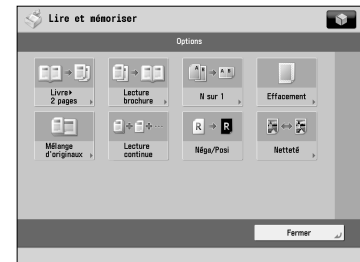 Lire et mémoriser
Options
Livre▸
2 pages
Lecture
brochure
N sur 1
Effacement
Mélange
d'originaux
Lecture
continue
Néga/Posi
Netteté
Fermer